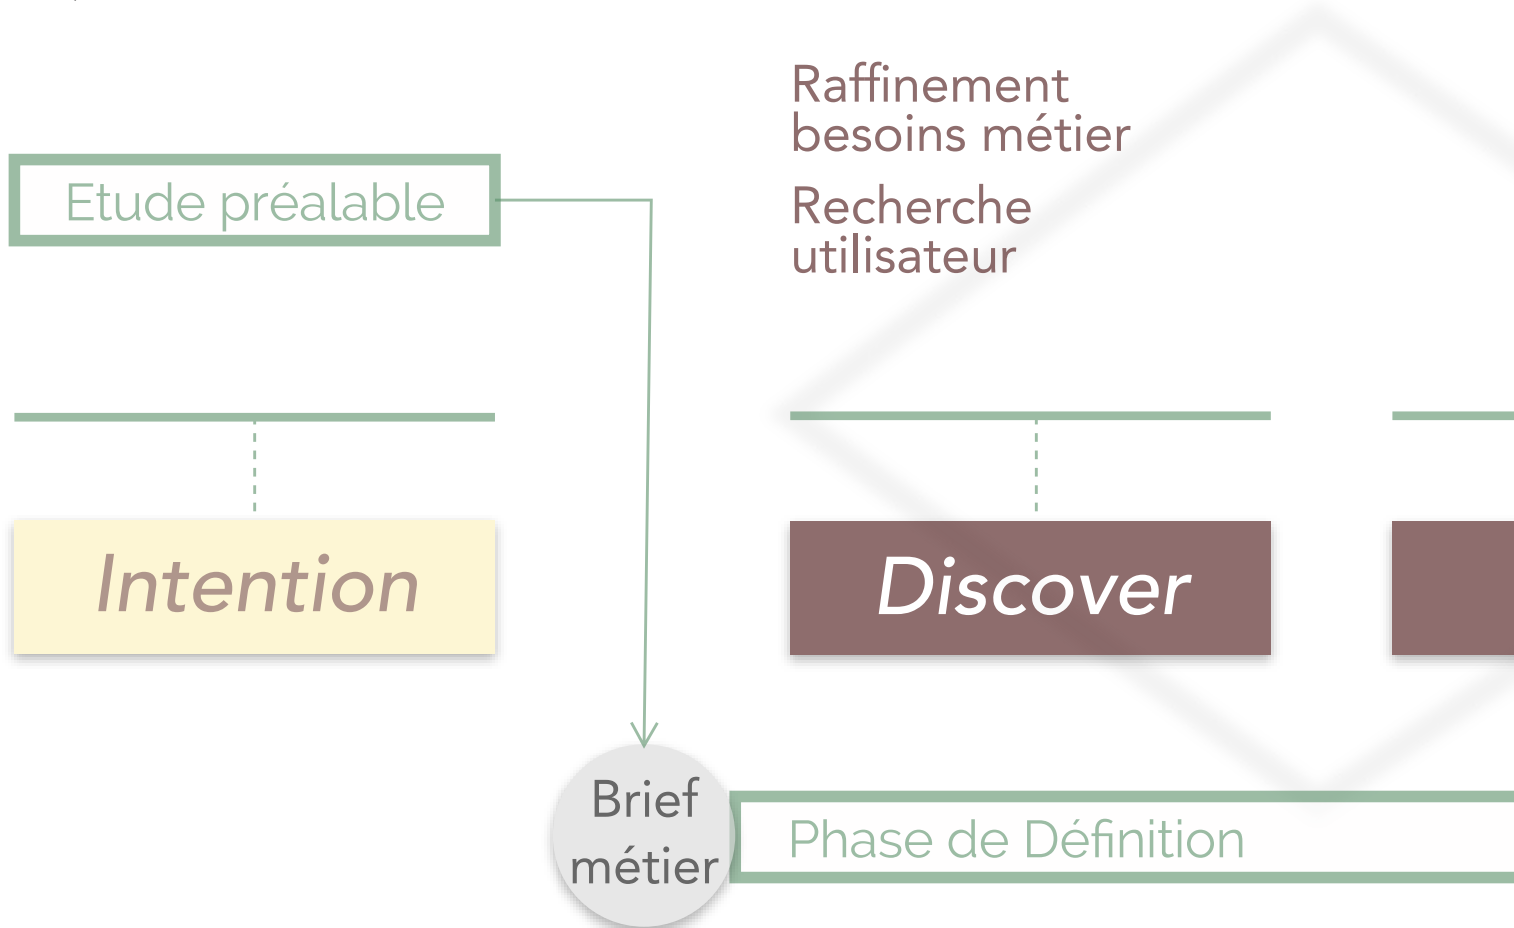 Raffinement
besoins métier
Etude préalable
Recherche
utilisateur
Intention
Discover
Brief
métier
Phase de Définition